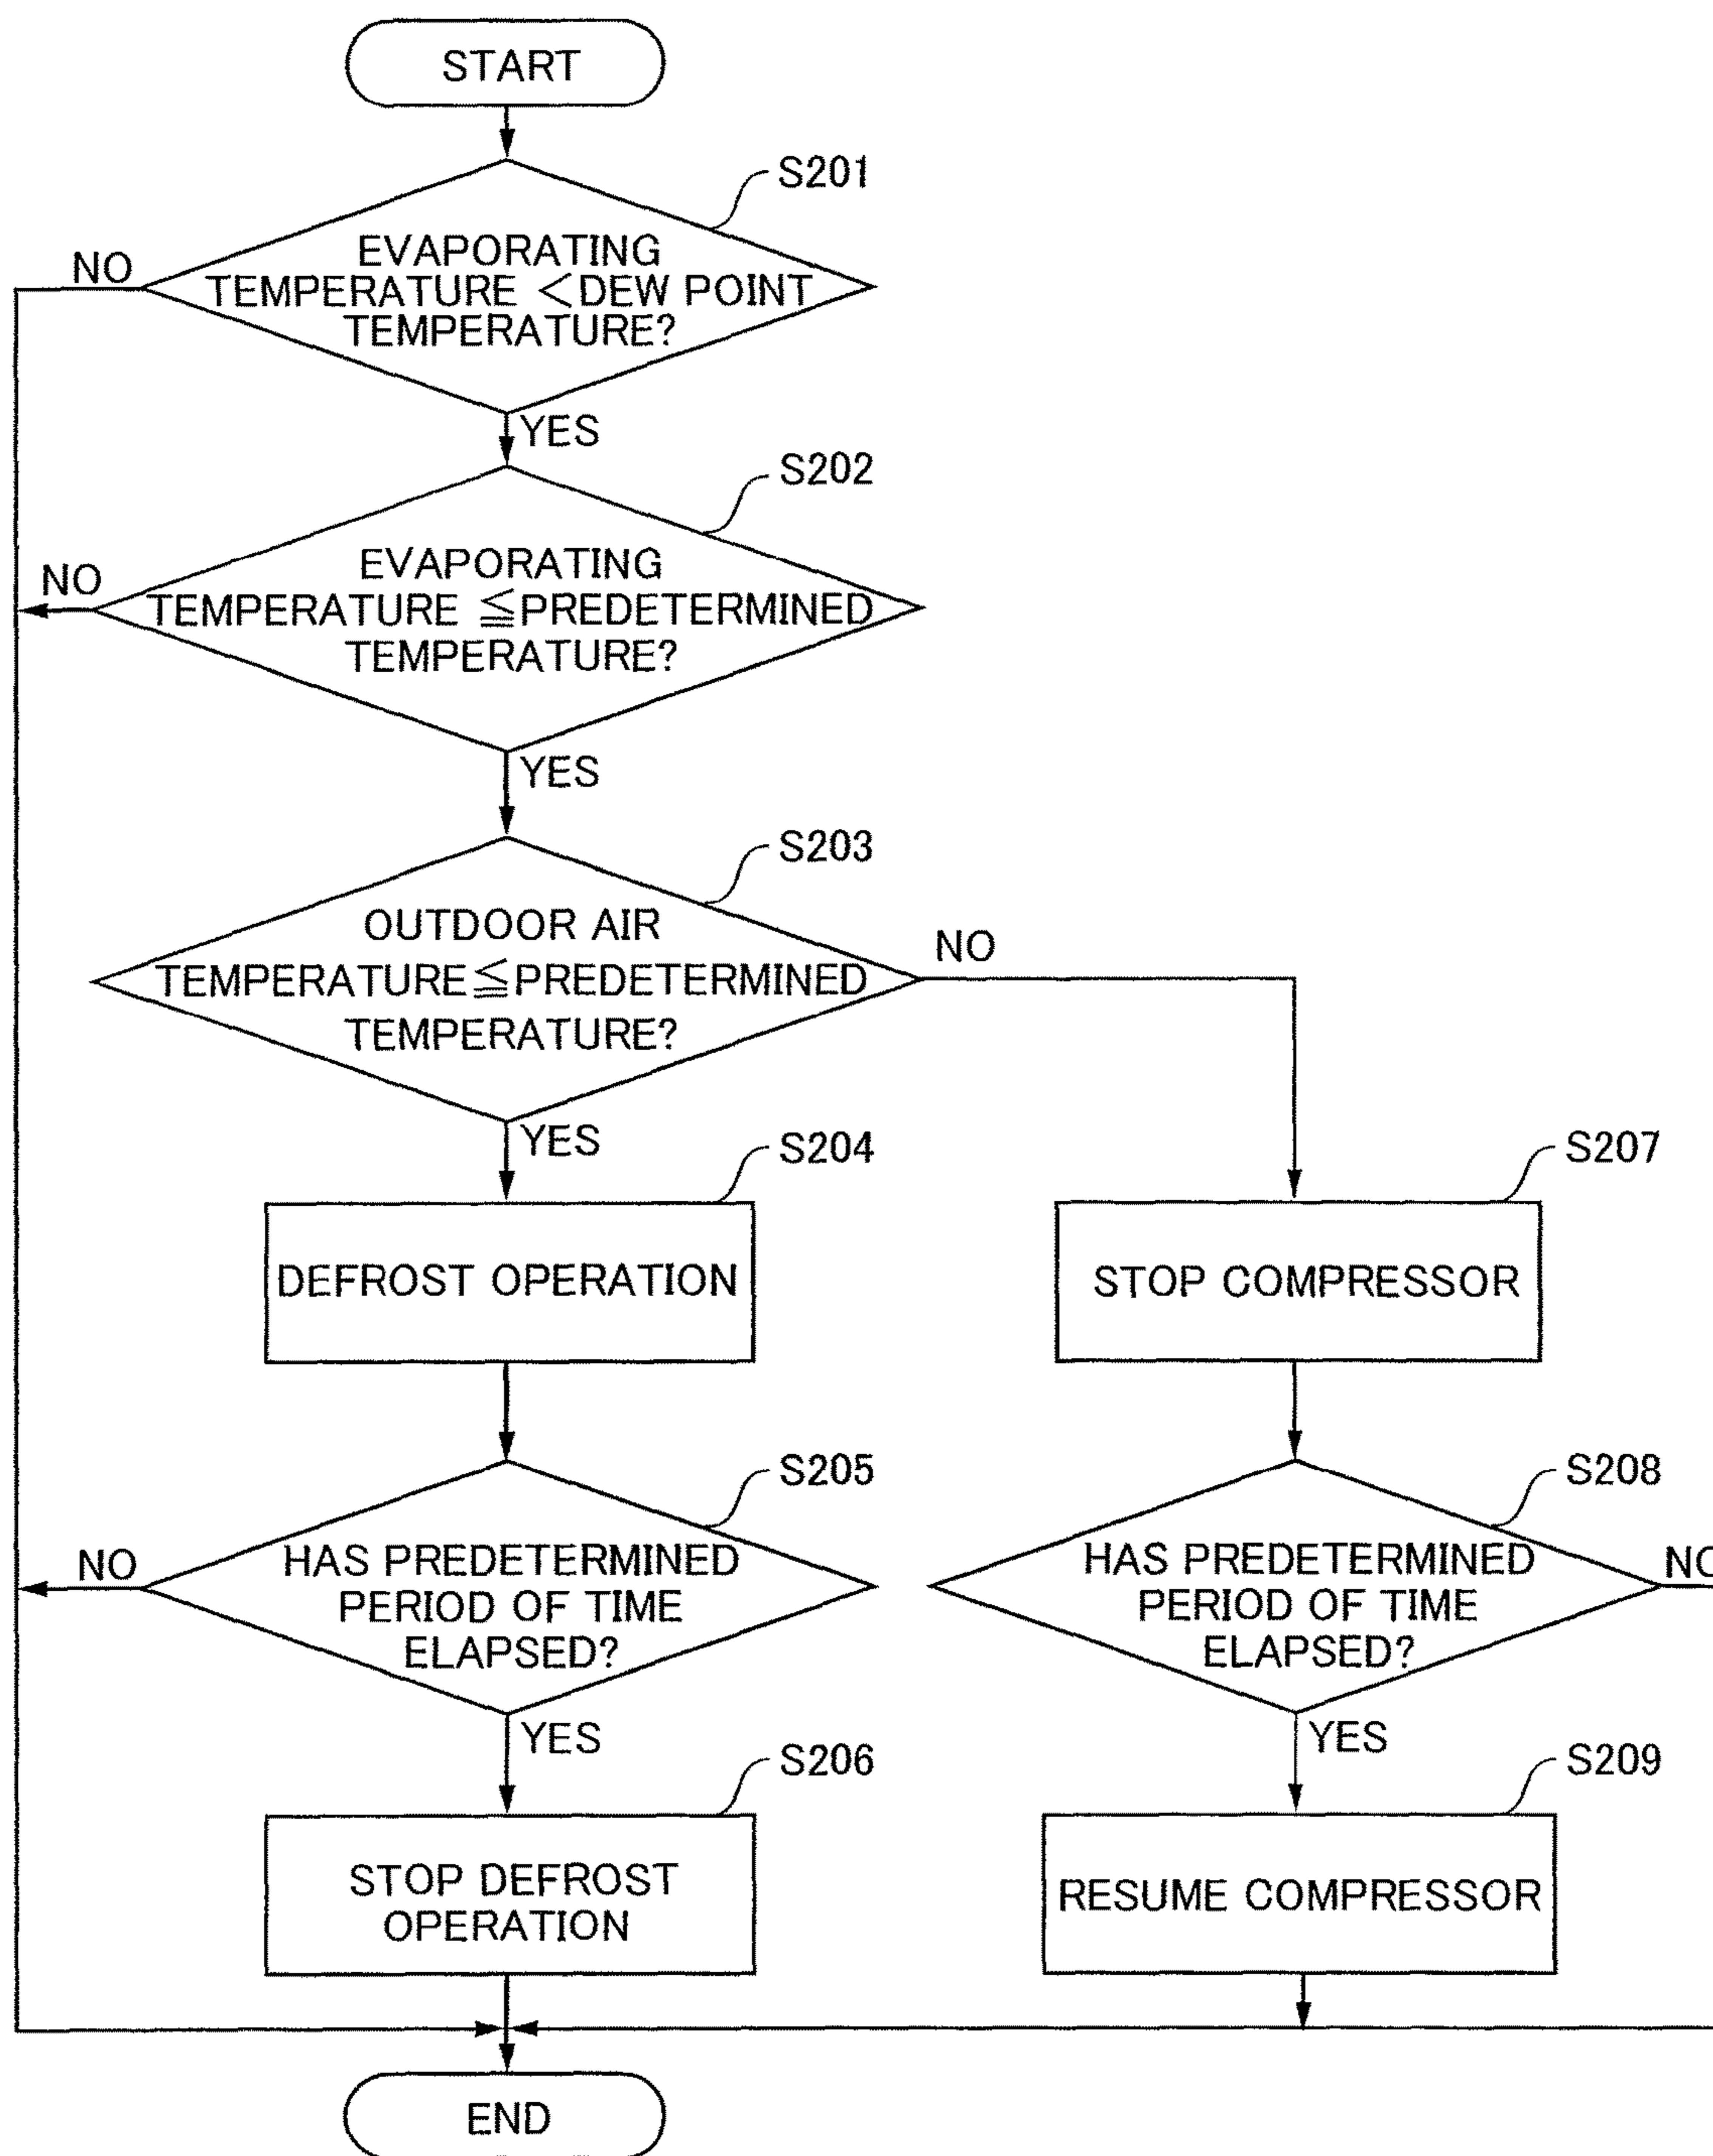 START
S201
EVAPORATING
TEMPERATURE <DEW POINT
TEMPERATURE?
NO
YES
S202
EVAPORATING
TEMPERATURE ≦PREDETERMINED
TEMPERATURE?
NO
YES
S203
OUTDOOR AIR
TEMPERATURE≦PREDETERMINED
TEMPERATURE?
NO
YES
S204
DEFROST OPERATION
S205
HAS PREDETERMINED
PERIOD OF TIME
ELAPSED?
NO
YES
S206
STOP DEFROST
OPERATION
S207
STOP COMPRESSOR
S208
HAS PREDETERMINED
PERIOD OF TIME
ELAPSED?
NO
YES
S209
RESUME COMPRESSOR
END